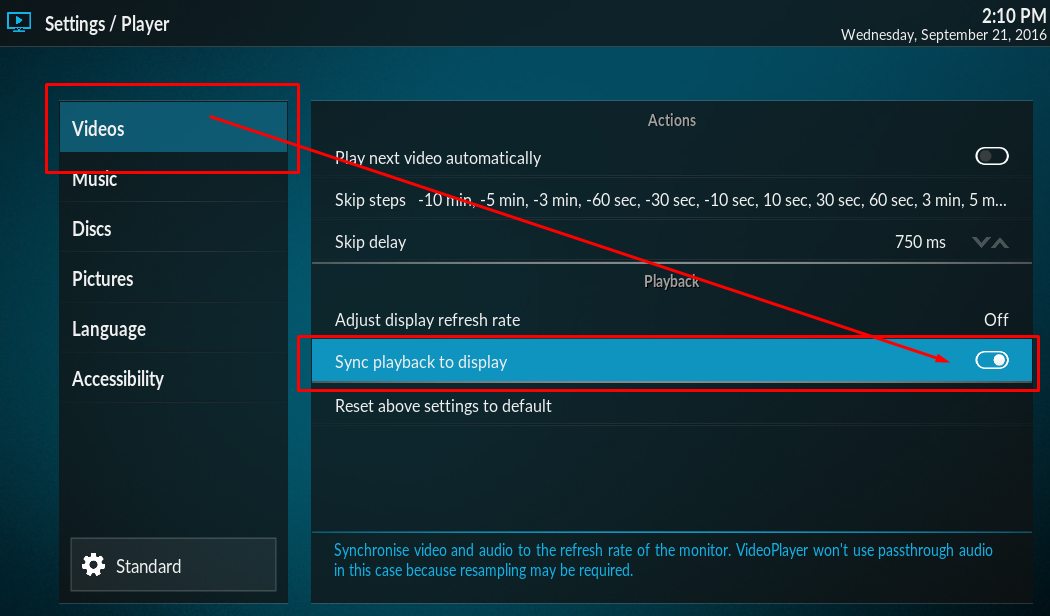 Settings / Player
2:10 PM
Wednesday, September 21, 2016
Videos
Music
Discs
Pictures
Language
Accessibility
Standard
Actions
Play next video automatically
Skip steps -10 min, -5 min, -3 min, -60 sec, -30 sec, -10 sec, 10 sec, 30 sec, 60 sec, 3 min, 5 m...
Skip delay 750 ms
Playback
Adjust display refresh rate Off
Sync playback to display
Reset above settings to default
Synchronise video and audio to the refresh rate of the monitor. VideoPlayer won't use passthrough audio
in this case because resampling may be required.